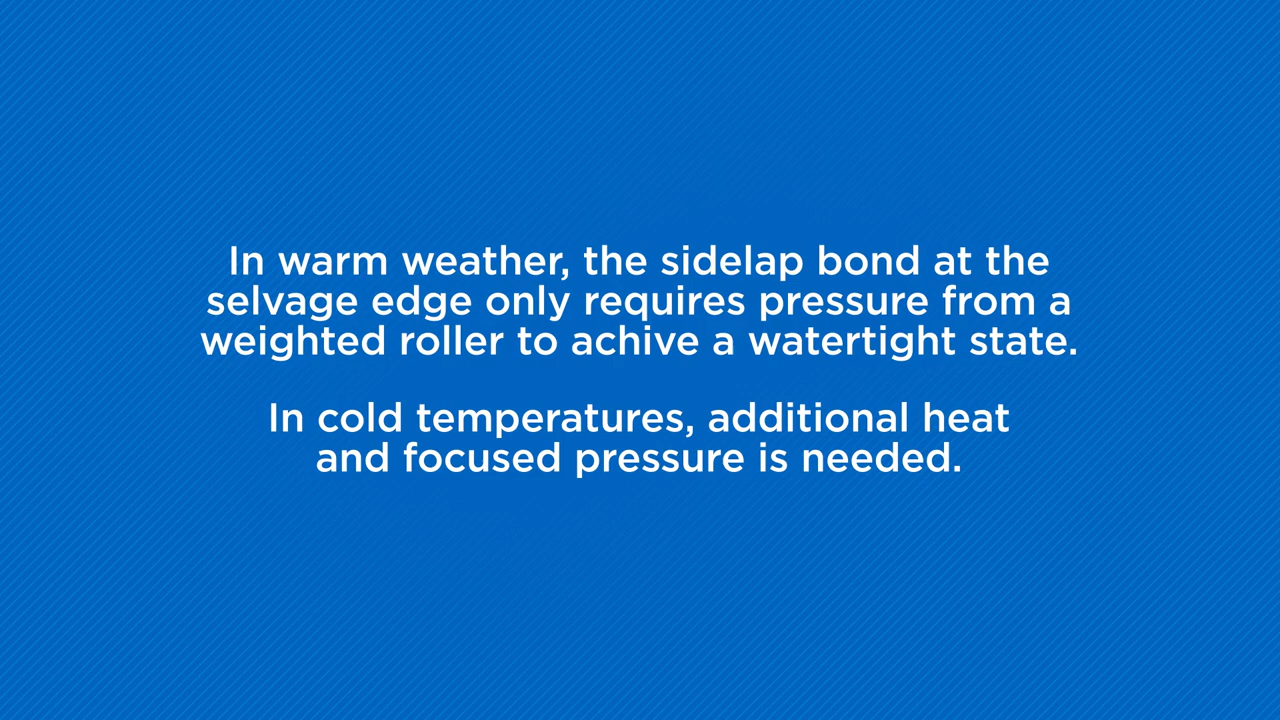 In warm weather, the sidelap bond at the
selvage edge only requires pressure from a
weighted roller to achive a watertight state.
In cold temperatures, additional heat
and focused pressure is needed.